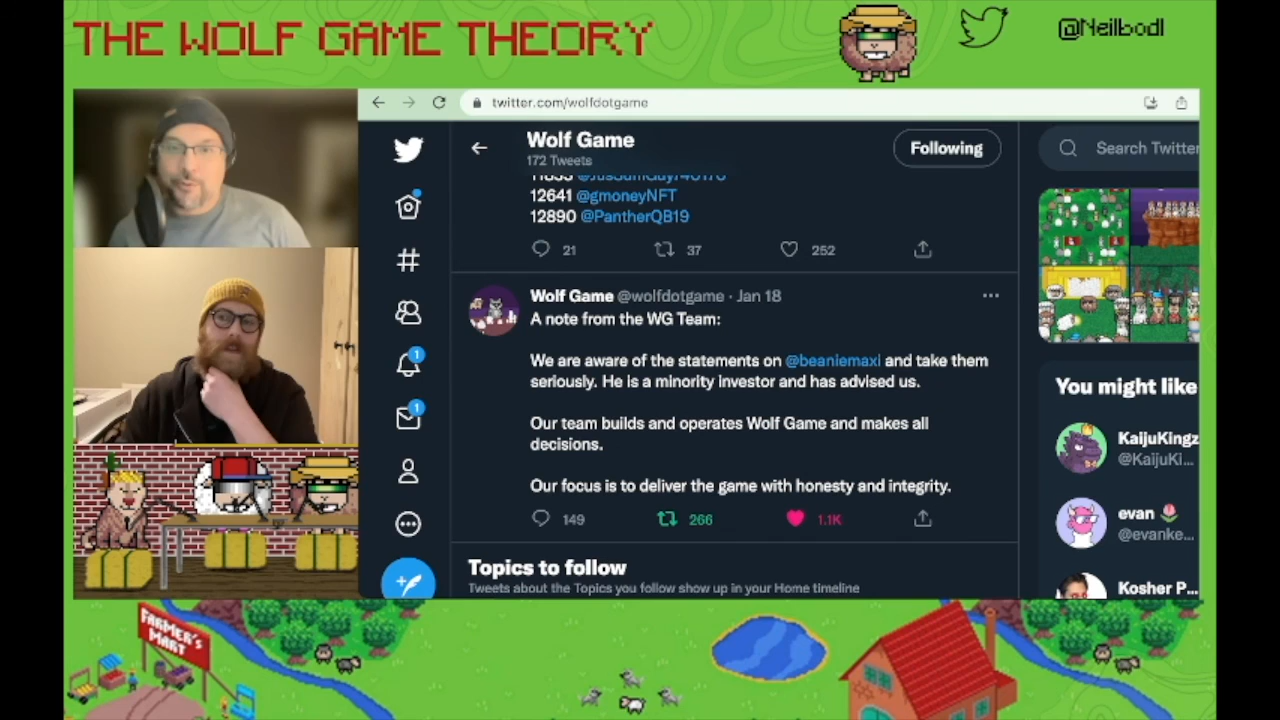 THE WOLF GAME THEORY
@Neilbodl
twitter.com/wolfdotgame
Wolf Game
172 Tweets
Following
Search Twitter
12641 @gmoneyNFT
12890 @PantherQB19
21 37 252
Wolf Game @wolfdotgame · Jan 18
A note from the WG Team:
We are aware of the statements on @beaniemaxi and take them
seriously. He is a minority investor and has advised us.
Our team builds and operates Wolf Game and makes all
decisions.
Our focus is to deliver the game with honesty and integrity.
149 266 1.1K
Topics to follow
Tweets about the Topics you follow show up in your Home timeline
1
1
You might like
KaijuKingz
@KaijuKi...
evan
@evanke...
Kosher P...
FARMER'S
MART